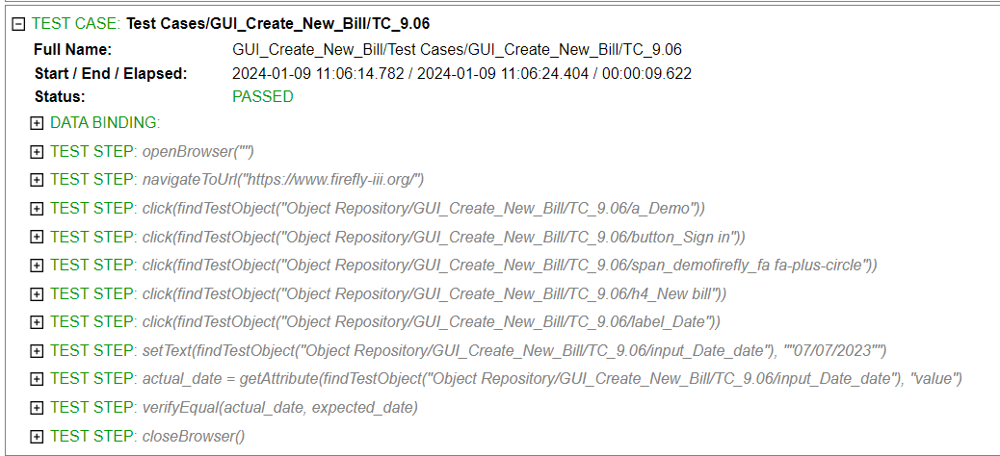 TEST CASE: Test Cases/GUI_Create_New_Bill/TC_9.06
Full Name: GUI_Create_New_Bill/Test Cases/GUI_Create_New_Bill/TC_9.06
Start / End / Elapsed: 2024-01-09 11:06:14.782 / 2024-01-09 11:06:24.404 / 00:00:09.622
Status: PASSED
DATA BINDING:
TEST STEP: openBrowser("")
TEST STEP: navigateToUrl("https://www.firefly-iii.org/")
TEST STEP: click(findTestObject("Object Repository/GUI_Create_New_Bill/TC_9.06/a_Demo"))
TEST STEP: click(findTestObject("Object Repository/GUI_Create_New_Bill/TC_9.06/button_Sign in"))
TEST STEP: click(findTestObject("Object Repository/GUI_Create_New_Bill/TC_9.06/span_demofirefly_fa fa-plus-circle"))
TEST STEP: click(findTestObject("Object Repository/GUI_Create_New_Bill/TC_9.06/h4_New bill"))
TEST STEP: click(findTestObject("Object Repository/GUI_Create_New_Bill/TC_9.06/label_Date"))
TEST STEP: setText(findTestObject("Object Repository/GUI_Create_New_Bill/TC_9.06/input_Date_date"), ""07/07/2023"")
TEST STEP: actual_date = getAttribute(findTestObject("Object Repository/GUI_Create_New_Bill/TC_9.06/input_Date_date"), "value")
TEST STEP: verifyEqual(actual_date, expected_date)
TEST STEP: closeBrowser()